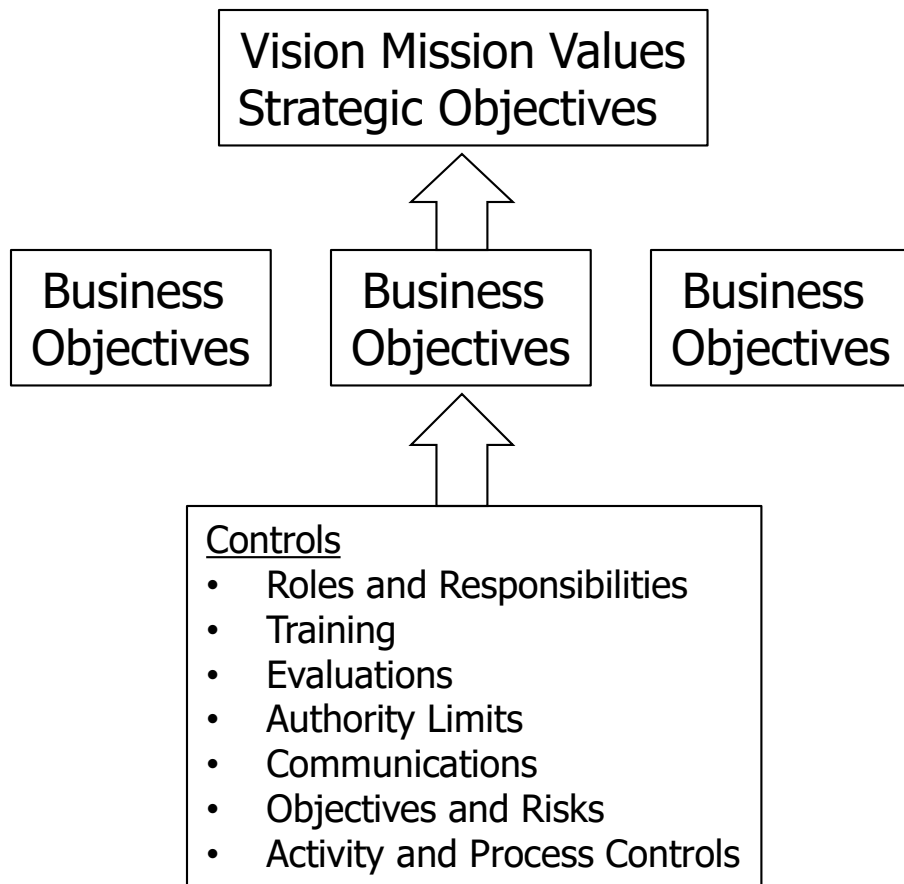 Vision Mission Values
Strategic Objectives
Business
Objectives
Business
Objectives
Business
Objectives
Controls
• Roles and Responsibilities
• Training
• Evaluations
• Authority Limits
• Communications
• Objectives and Risks
• Activity and Process Controls